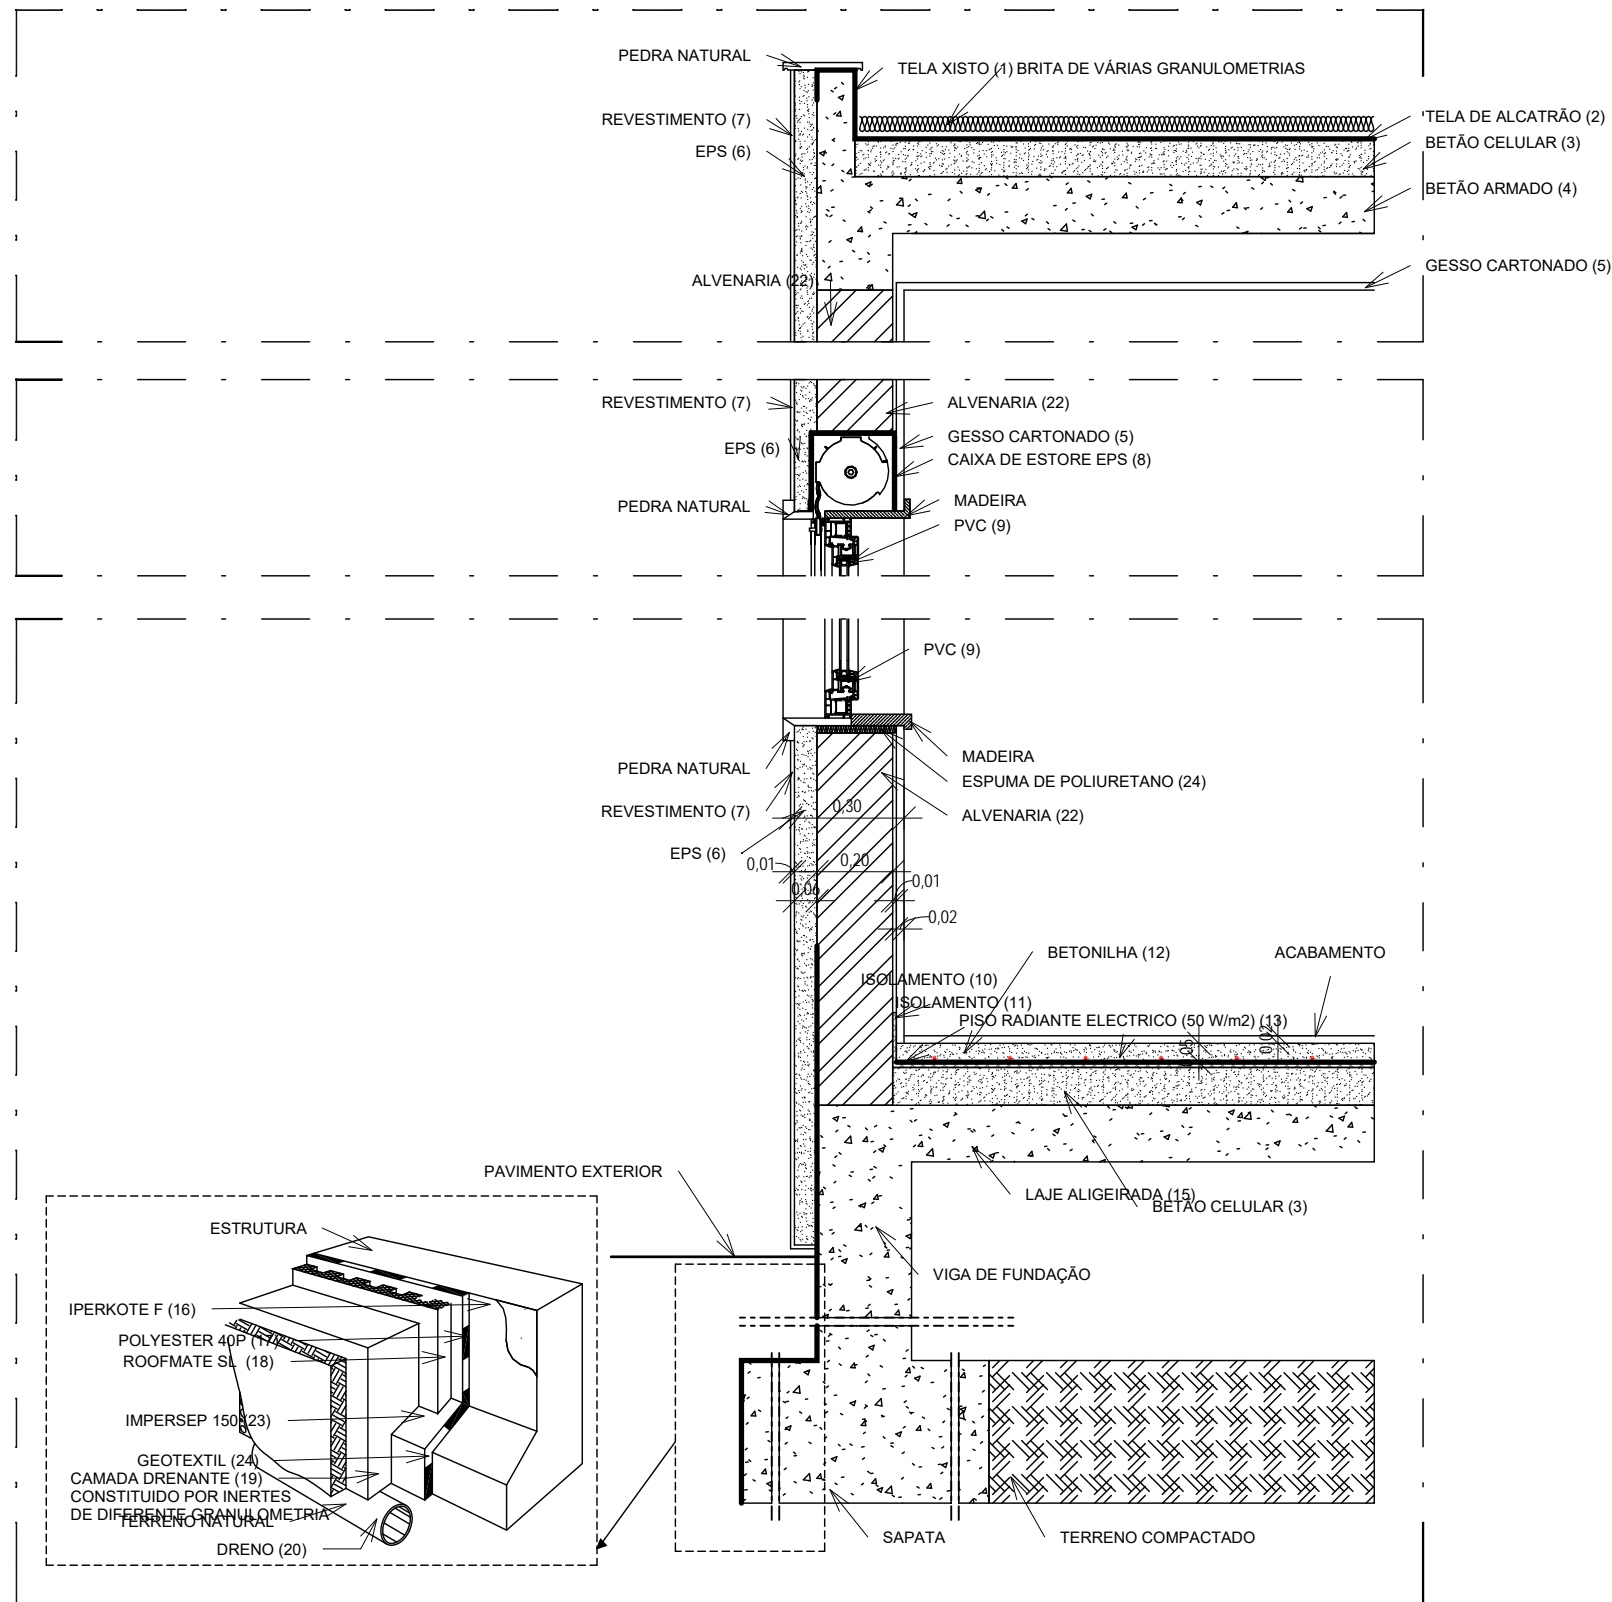 PEDRA NATURAL
TELA XISTO (1) BRITA DE VÁRIAS GRANULOMETRIAS
REVESTIMENTO (7)
TELA DE ALCATRÃO (2)
EPS (6)
BETÃO CELULAR (3)
BETÃO ARMADO (4)
GESSO CARTONADO (5)
ALVENARIA (22)
REVESTIMENTO (7)
ALVENARIA (22)
GESSO CARTONADO (5)
EPS (6)
CAIXA DE ESTORE EPS (8)
PEDRA NATURAL
MADEIRA
PVC (9)
PVC (9)
MADEIRA
PEDRA NATURAL
ESPUMA DE POLIURETANO (24)
REVESTIMENTO (7)
0,30
ALVENARIA (22)
EPS (6)
0,01
0,20
0,06
0,01
0,02
BETONILHA (12)
ACABAMENTO
ISOLAMENTO (10)
ISOLAMENTO (11)
PISO RADIANTE ELECTRICO (50 W/m2) (13)
0,05
0,02
PAVIMENTO EXTERIOR
LAJE ALIGEIRADA (15)
BETÃO CELULAR (3)
ESTRUTURA
VIGA DE FUNDAÇÃO
IPERKOTE F (16)
POLYESTER 40P (17)
ROOFMATE SL (18)
IMPERSEP 150 (23)
GEOTEXTIL (24)
CAMADA DRENANTE (19)
CONSTITUIDO POR INERTES
DE DIFERENTE GRANULOMETRIA
TERRENO NATURAL
DRENO (20)
SAPATA
TERRENO COMPACTADO